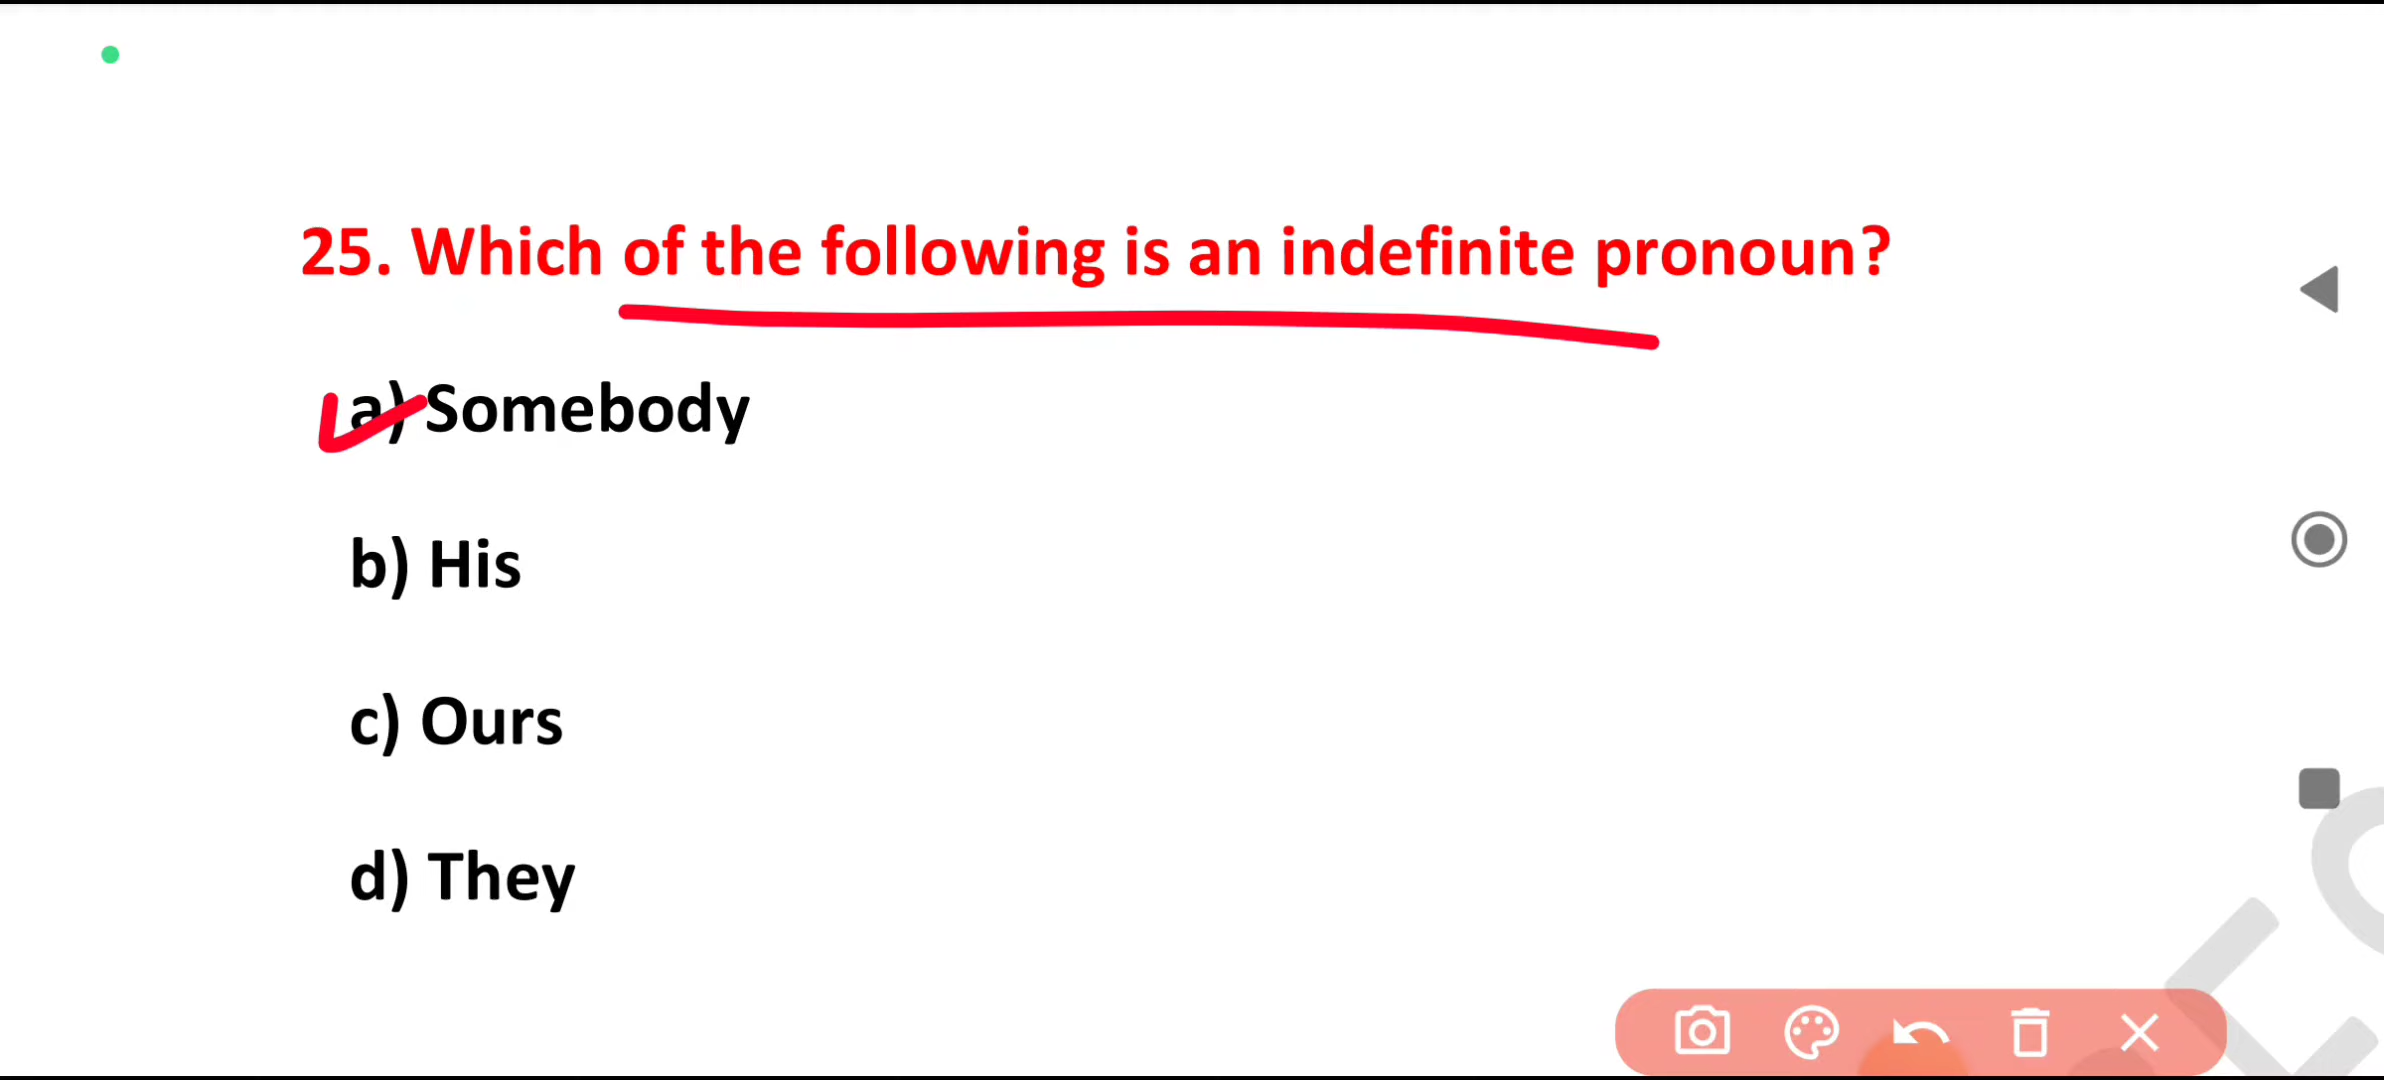 25. Which of the following is an indefinite pronoun?
a) Somebody
b) His
c) Ours
d) They